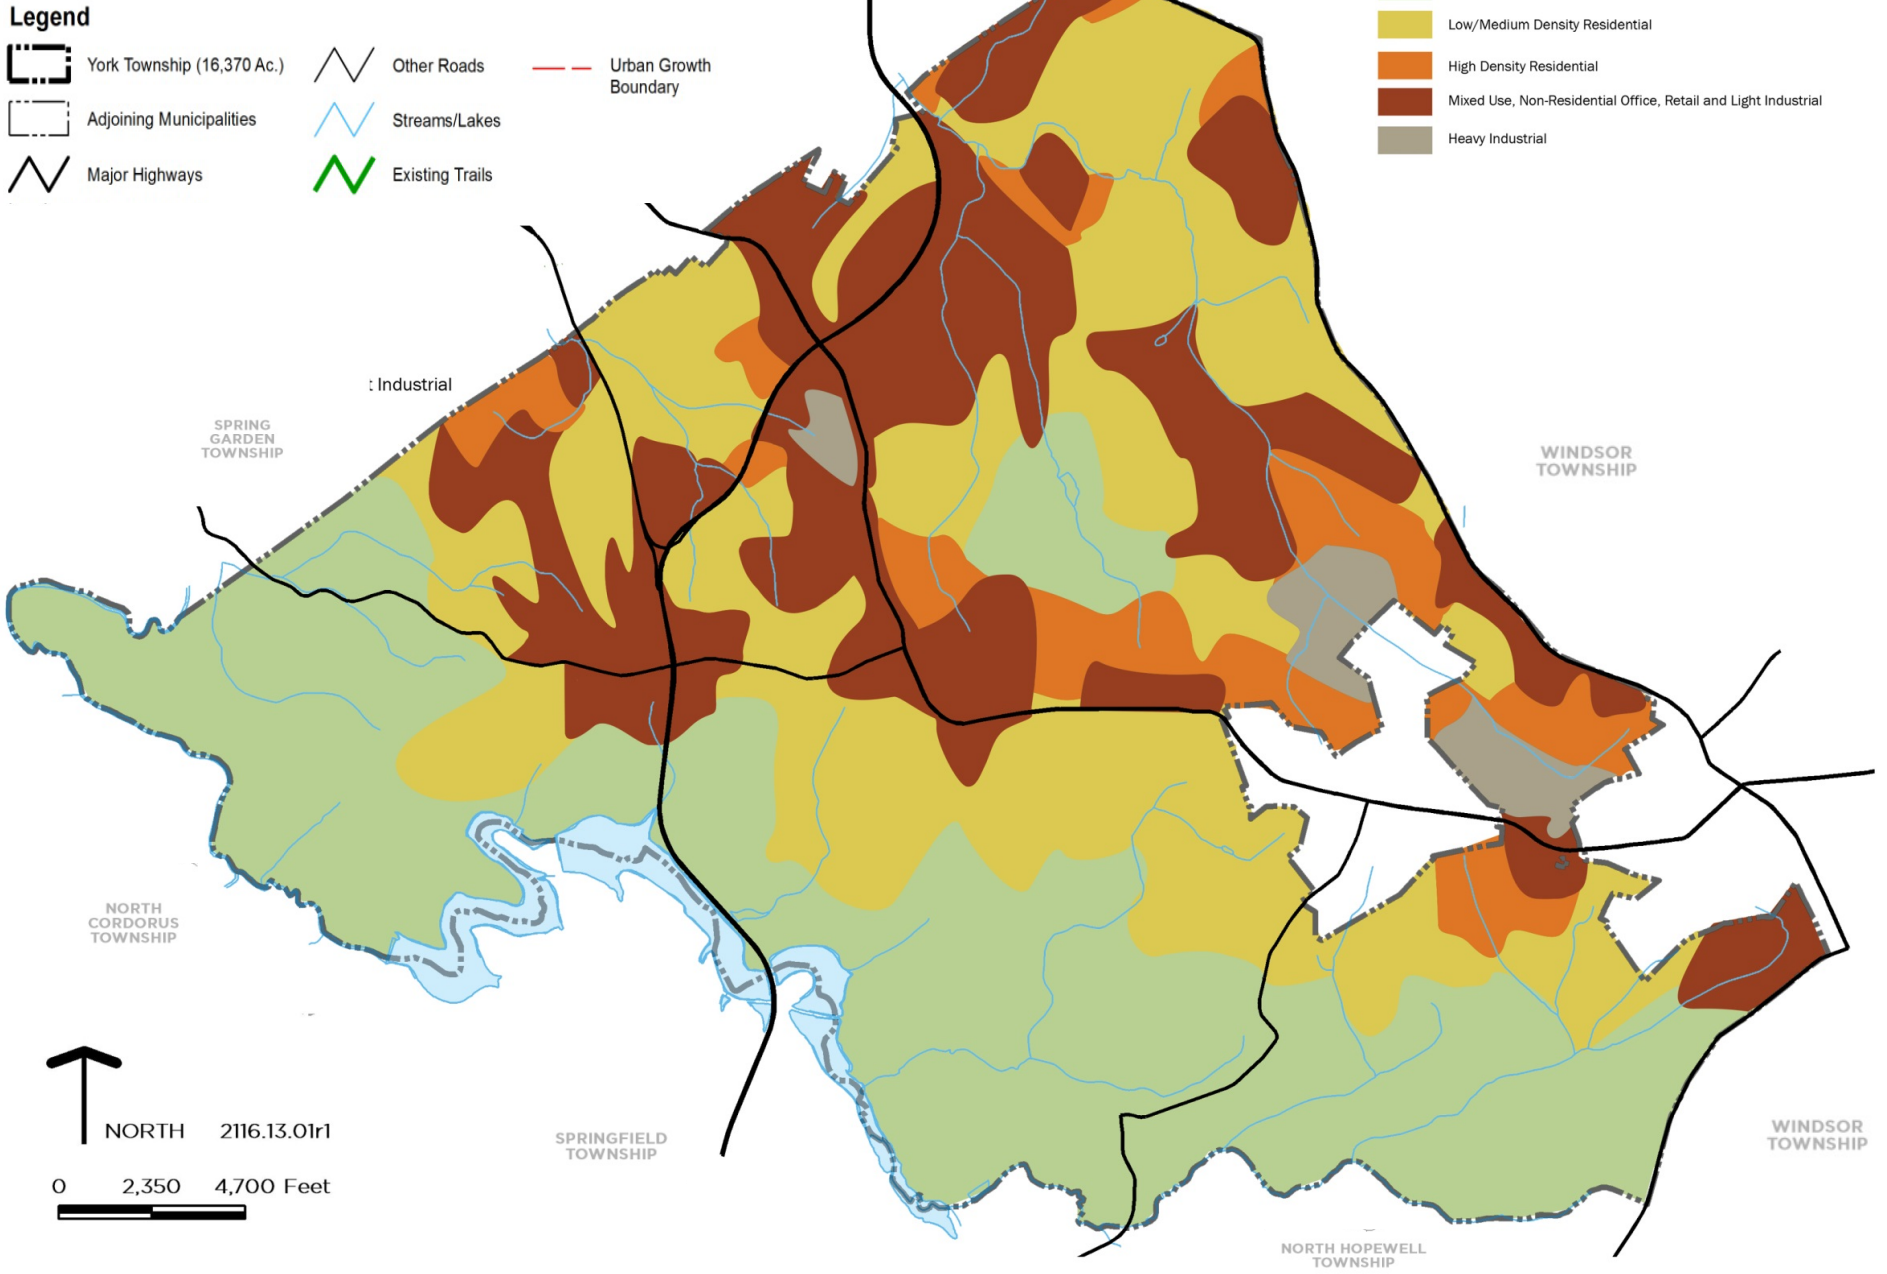 Legend
York Township (16,370 Ac.)
Adjoining Municipalities
Major Highways
Other Roads
Streams/Lakes
Existing Trails
Urban Growth
Boundary
Low/Medium Density Residential
High Density Residential
Mixed Use, Non-Residential Office, Retail and Light Industrial
Heavy Industrial
t Industrial
SPRING
GARDEN
TOWNSHIP
WINDSOR
TOWNSHIP
NORTH
CORDORUS
TOWNSHIP
SPRINGFIELD
TOWNSHIP
WINDSOR
TOWNSHIP
NORTH HOPEWELL
TOWNSHIP
NORTH 2116.13.01r1
0 2,350 4,700 Feet